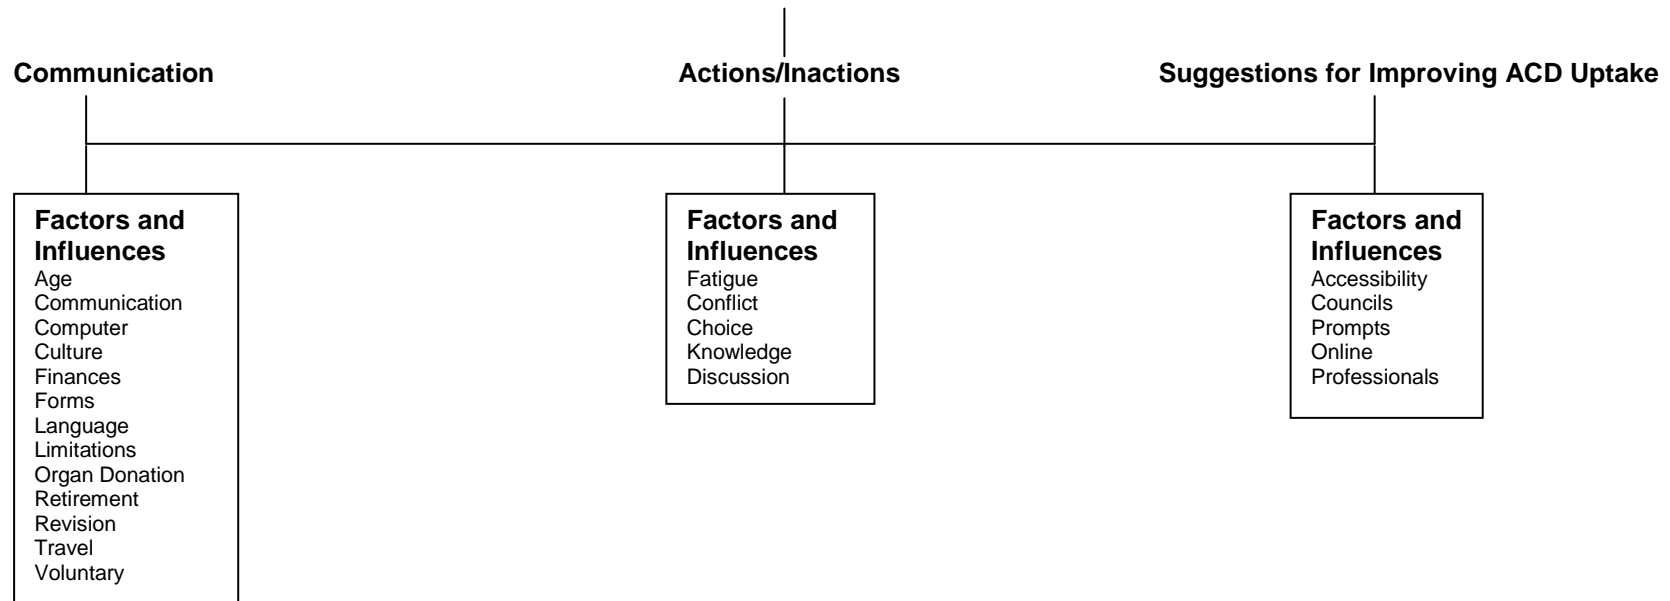 Communication
Actions/Inactions
Suggestions for Improving ACD Uptake
Factors and
Influences
Age
Communication
Computer
Culture
Finances
Forms
Language
Limitations
Organ Donation
Retirement
Revision
Travel
Voluntary
Factors and
Influences
Fatigue
Conflict
Choice
Knowledge
Discussion
Factors and
Influences
Accessibility
Councils
Prompts
Online
Professionals